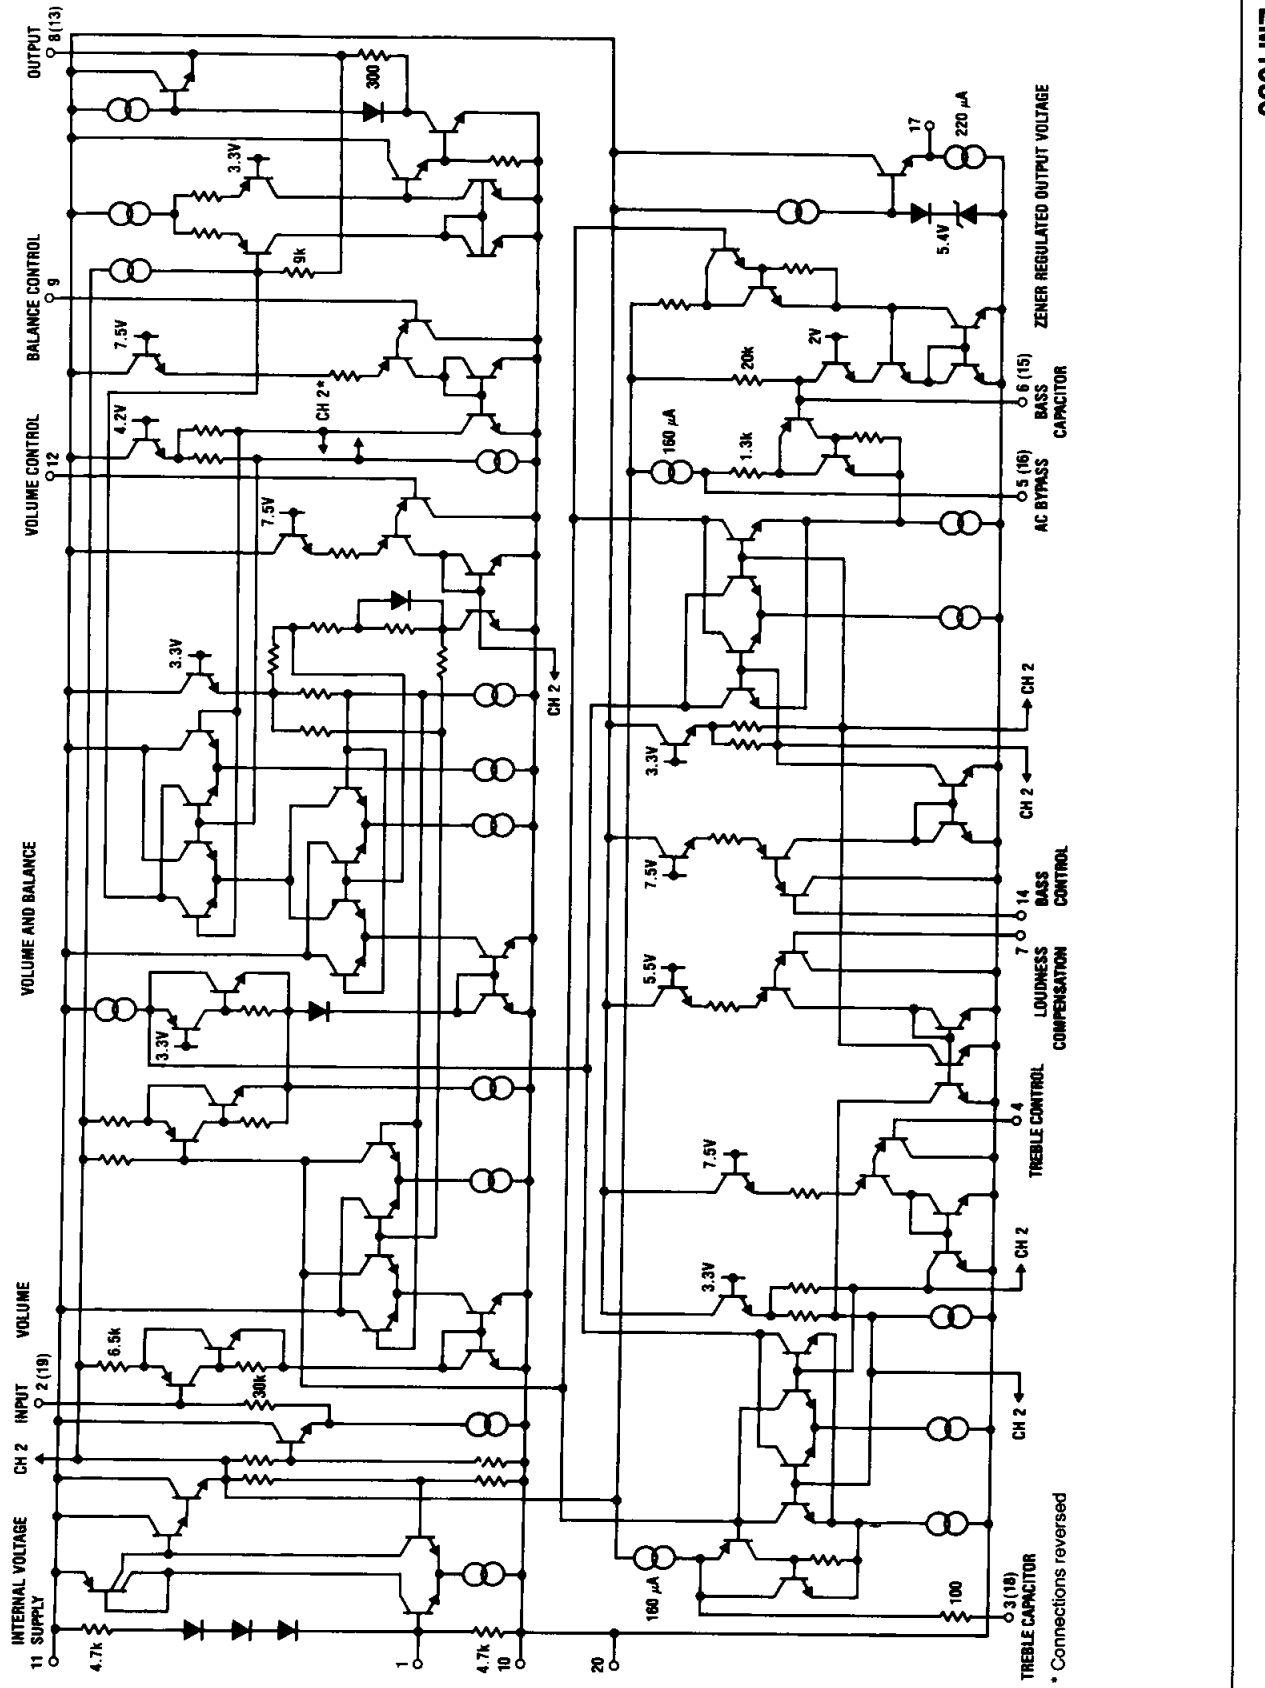 INTERNAL VOLTAGE
11 SUPPLY
CH 2
INPUT
2 (19)
VOLUME
VOLUME AND BALANCE
VOLUME CONTROL
12
BALANCE CONTROL
9
OUTPUT
8 (13)
4.7k
6.5k
30k
3.3V
3.3V
7.5V
4.2V
7.5V
CH 2*
9k
3.3V
300
1
4.7k
10
CH 2
20
160 µA
3.3V
7.5V
5.5V
7.5V
3.3V
160 µA
1.3k
20k
2V
5.4V
17
220 µA
100
3 (18)
TREBLE CAPACITOR
CH 2
CH 2
4
TREBLE CONTROL
LOUDNESS
COMPENSATION
7
14
BASS
CONTROL
CH 2
CH 2
5 (16)
AC BYPASS
6 (15)
BASS
CAPACITOR
ZENER REGULATED OUTPUT VOLTAGE
* Connections reversed